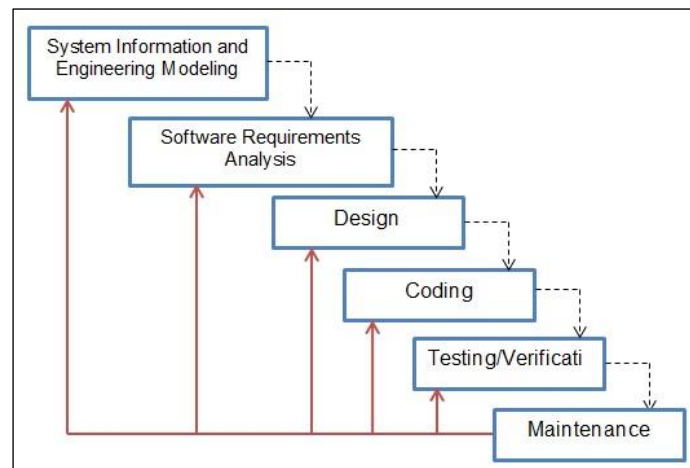 System Information and
Engineering Modeling
Software Requirements
Analysis
Design
Coding
Testing/Verificati
Maintenance